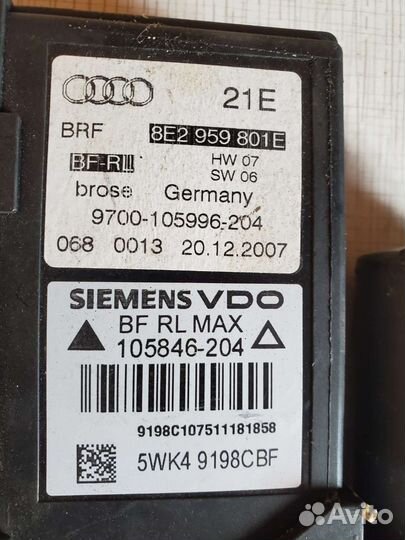 21E
BRF 8E2 959 801E
BF-RL HW 07
SW 06
brose Germany
9700-105996-204
068 0013 20.12.2007
SIEMENS VDO
BF RL MAX
105846-204
9198C107511181858
5WK4 9198CBF
Avito